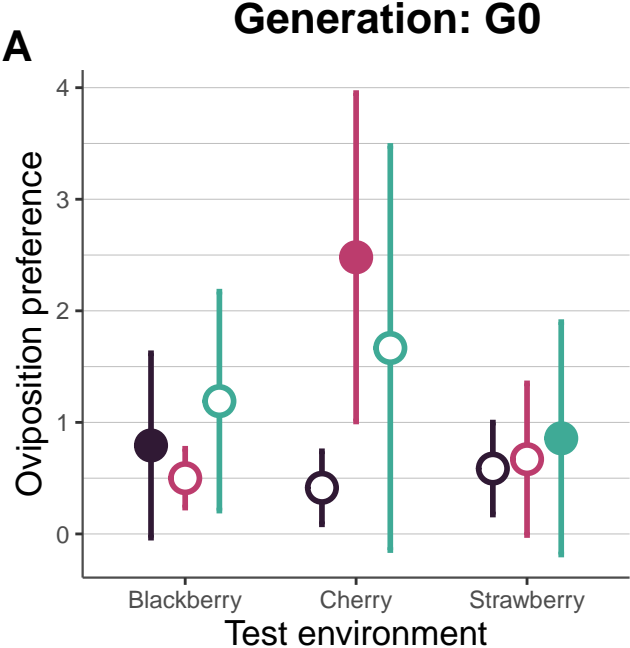 Generation: G0
A
Oviposition preference
4
3
2
1
0
Blackberry Cherry Strawberry
Test environment